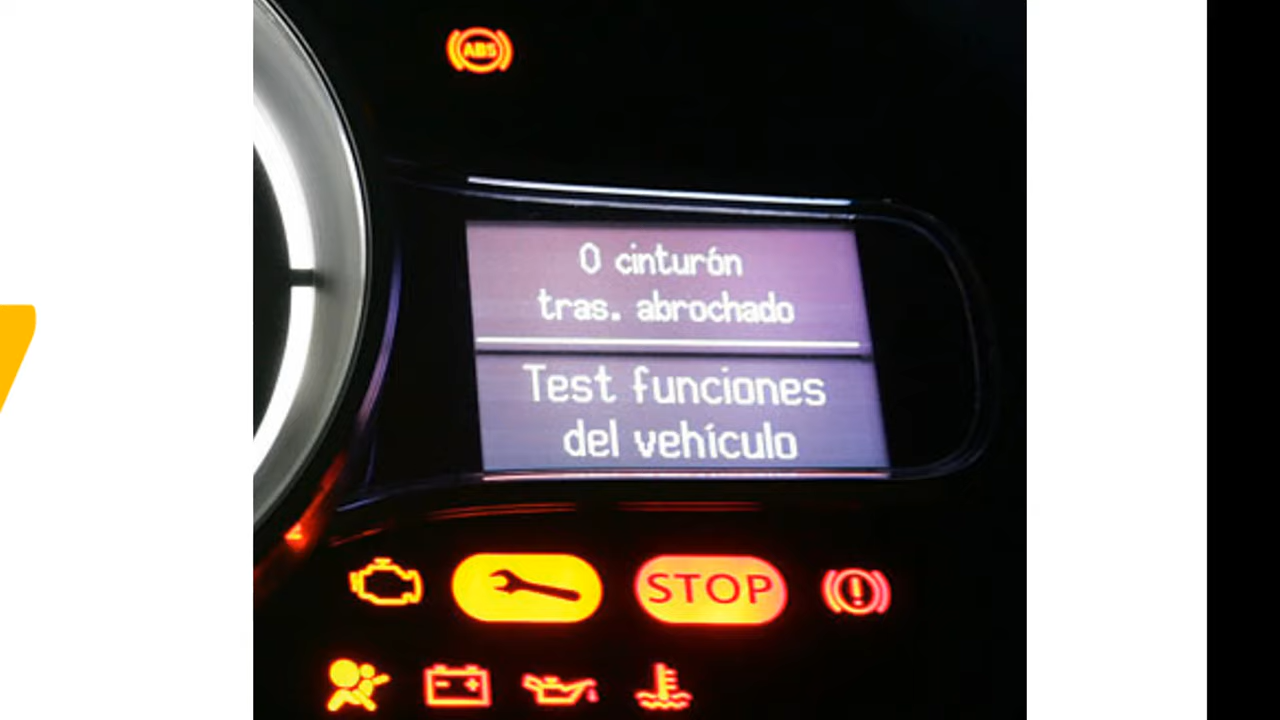 ABS
0 cinturón
tras. abrochado
Test funciones
del vehículo
STOP